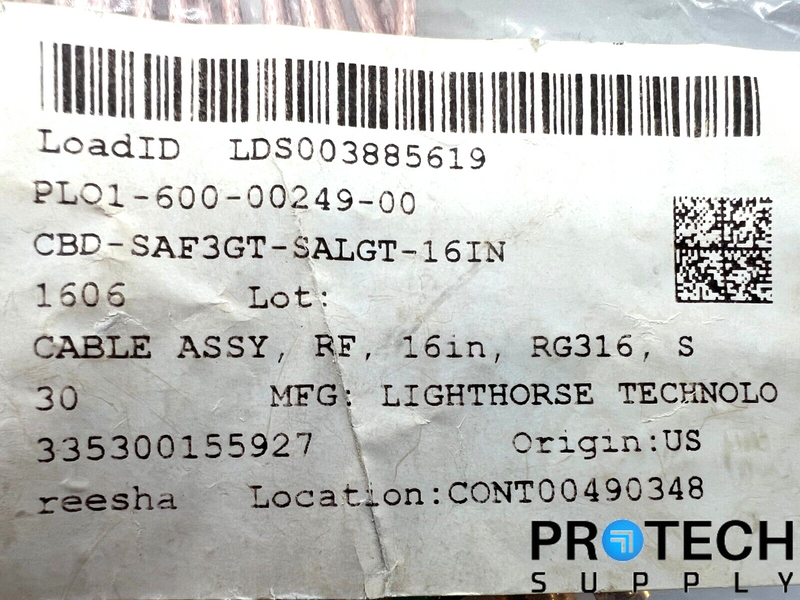 LoadID LDS003885619
PLO1-600-00249-00
CBD-SAF3GT-SALGT-16IN
1606 Lot:
CABLE ASSY, RF, 16in, RG316, S
30 MFG: LIGHTHORSE TECHNOLO
335300155927 Origin:US
reesha Location:CONT00490348
PROTECH
SUPPLY